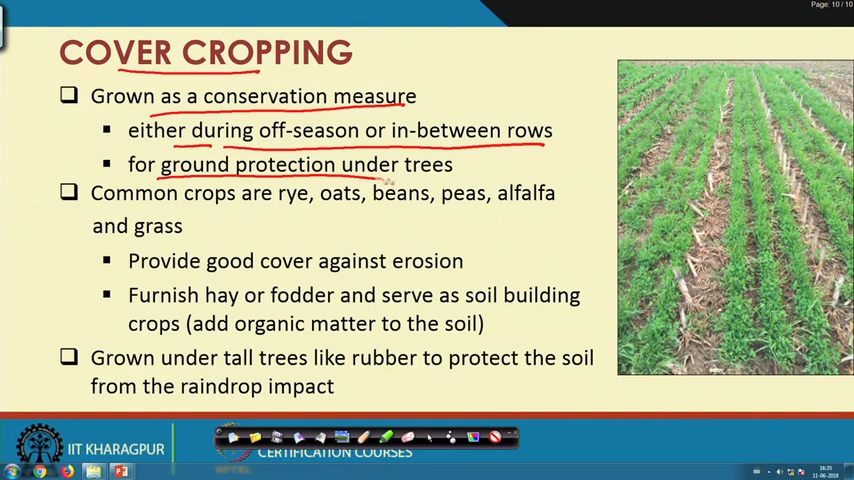 Page: 10 / 10
COVER CROPPING
❑ Grown as a conservation measure
▪ either during off-season or in-between rows
▪ for ground protection under trees
❑ Common crops are rye, oats, beans, peas, alfalfa
and grass
▪ Provide good cover against erosion
▪ Furnish hay or fodder and serve as soil building
crops (add organic matter to the soil)
❑ Grown under tall trees like rubber to protect the soil
from the raindrop impact
IIT KHARAGPUR
CERTIFICATION COURSES
16:35
11-06-2018